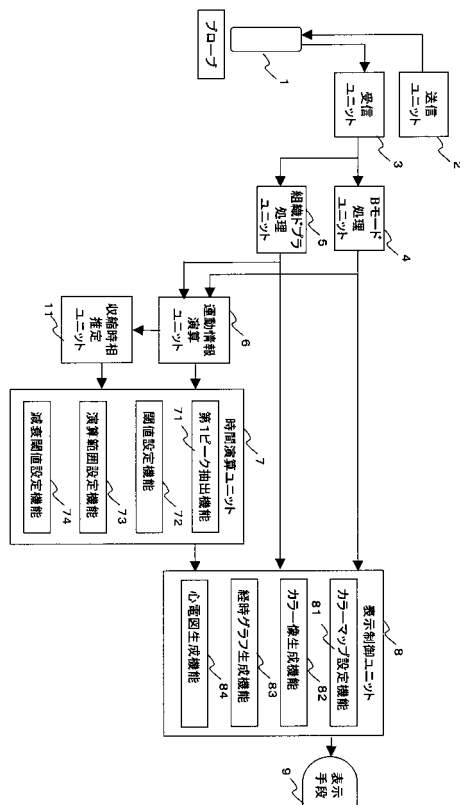 送信
ユニット
2
プローブ
1
受信
ユニット
3
Bモード
処理
ユニット
4
組織ドプラ
処理
ユニット
5
運動情報
演算
ユニット
6
収縮時相
推定
ユニット
11
時間演算ユニット
7
第1ピーク抽出機能
71
閾値設定機能
72
演算範囲設定機能
73
減衰閾値設定機能
74
表示制御ユニット
8
カラーマップ設定機能
81
カラー像生成機能
82
経時グラフ生成機能
83
心電図生成機能
84
表示
手段
9